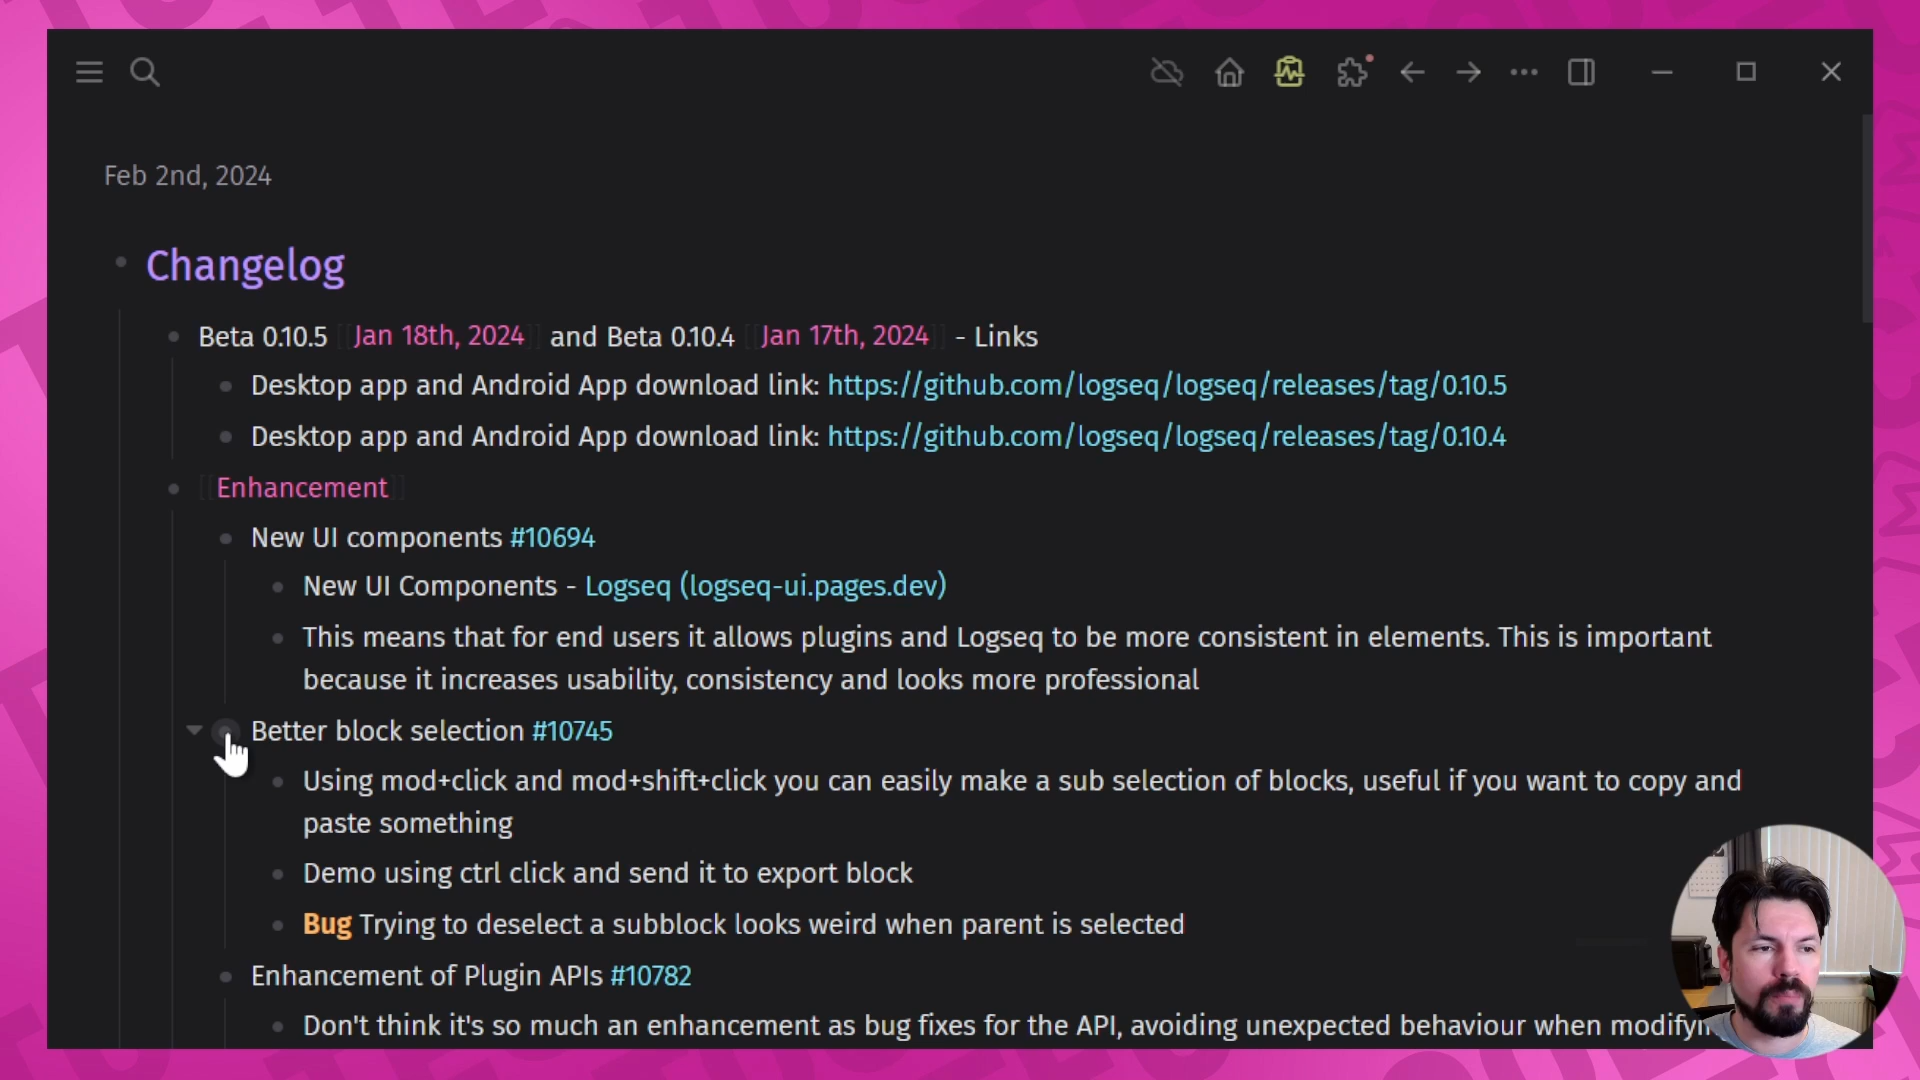 Feb 2nd, 2024
Changelog
Beta 0.10.5 [[Jan 18th, 2024]] and Beta 0.10.4 [[Jan 17th, 2024]] - Links
Desktop app and Android App download link: https://github.com/logseq/logseq/releases/tag/0.10.5
Desktop app and Android App download link: https://github.com/logseq/logseq/releases/tag/0.10.4
[[Enhancement]]
New UI components #10694
New UI Components - Logseq (logseq-ui.pages.dev)
This means that for end users it allows plugins and Logseq to be more consistent in elements. This is important
because it increases usability, consistency and looks more professional
Better block selection #10745
Using mod+click and mod+shift+click you can easily make a sub selection of blocks, useful if you want to copy and
paste something
Demo using ctrl click and send it to export block
Bug Trying to deselect a subblock looks weird when parent is selected
Enhancement of Plugin APIs #10782
Don't think it's so much an enhancement as bug fixes for the API, avoiding unexpected behaviour when